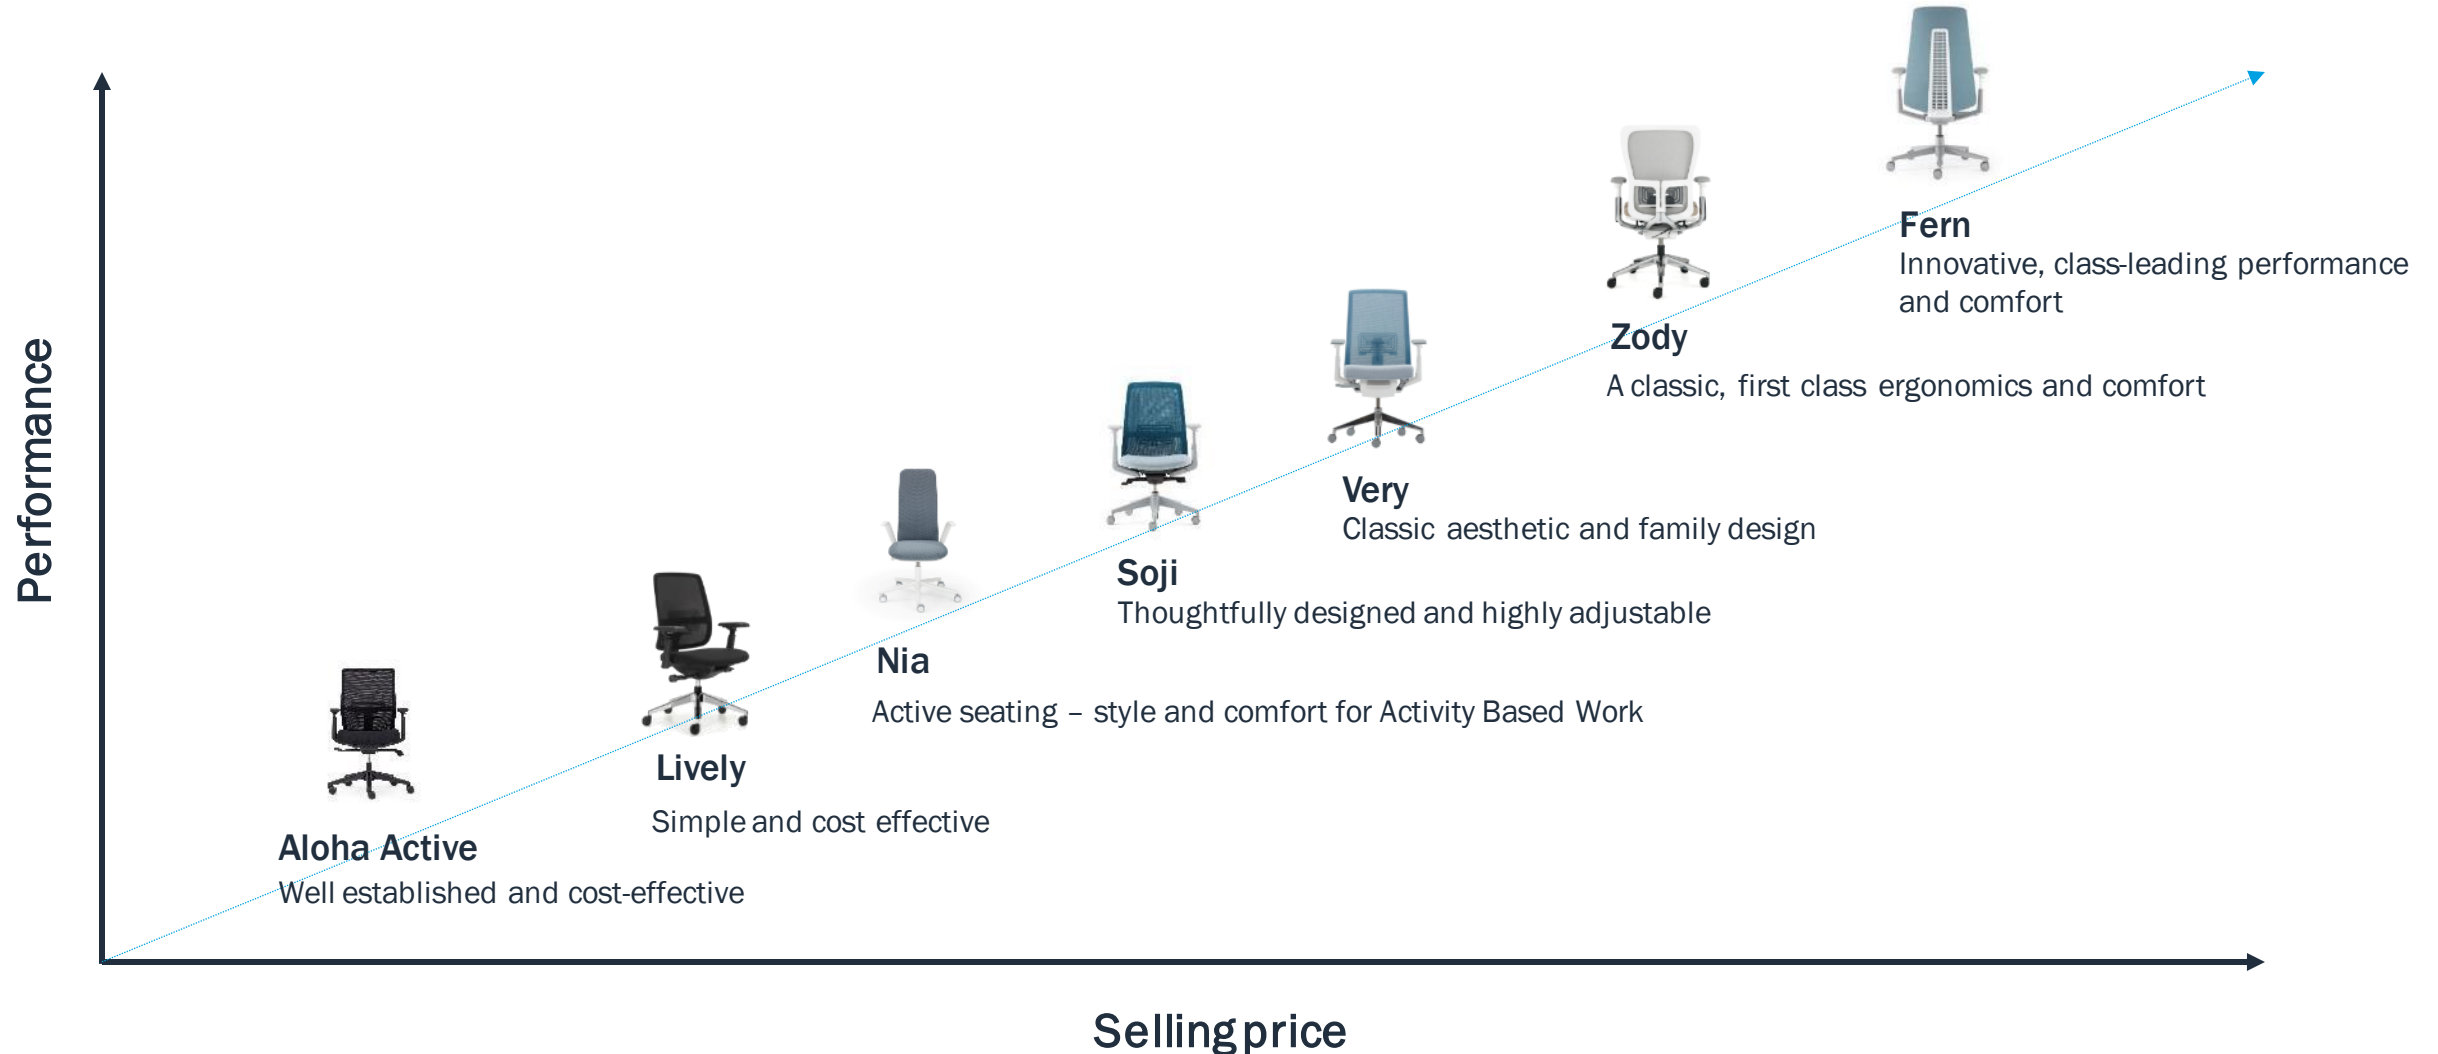 Performance
Fern
Innovative, class-leading performance
and comfort
Zody
A classic, first class ergonomics and comfort
Very
Classic aesthetic and family design
Soji
Thoughtfully designed and highly adjustable
Nia
Active seating – style and comfort for Activity Based Work
Lively
Simple and cost effective
Aloha Active
Well established and cost-effective
Selling price